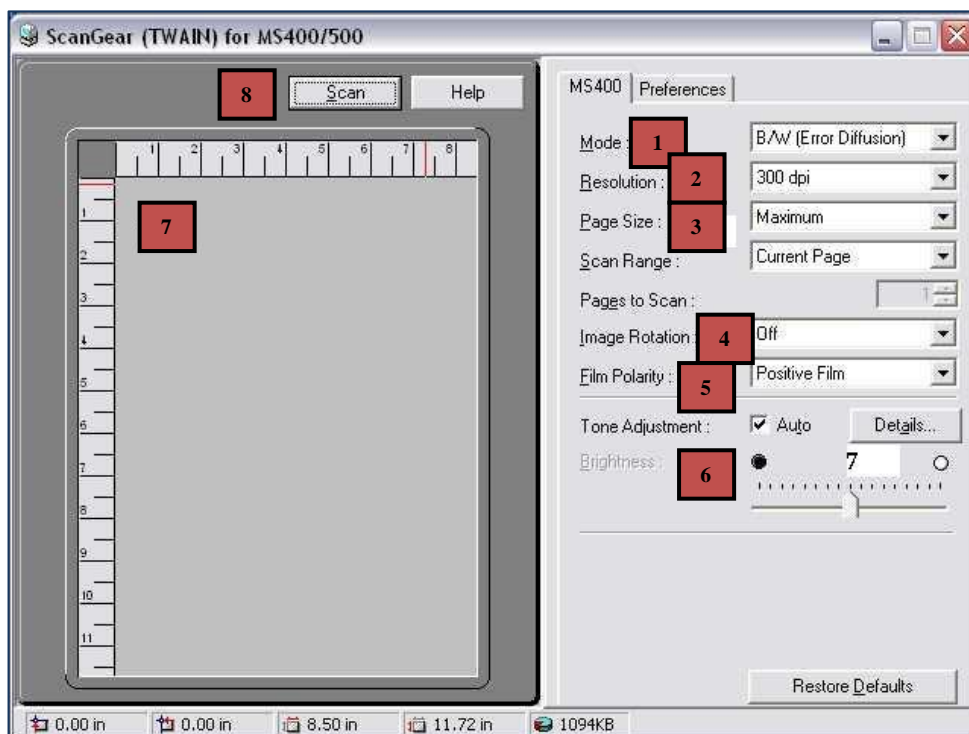 ScanGear (TWAIN) for MS400/500
8 Scan Help
1 2 3 4 5 6 7 8
1
2
3
4
5
6
7
8
9
10
11
7
MS400 Preferences
Mode : 1 B/W (Error Diffusion)
Resolution : 2 300 dpi
Page Size : 3 Maximum
Scan Range : Current Page
Pages to Scan : 1
Image Rotation : 4 Off
Film Polarity : 5 Positive Film
Tone Adjustment : Auto Details...
Brightness : 6 7
Restore Defaults
0.00 in 0.00 in 8.50 in 11.72 in 1094KB